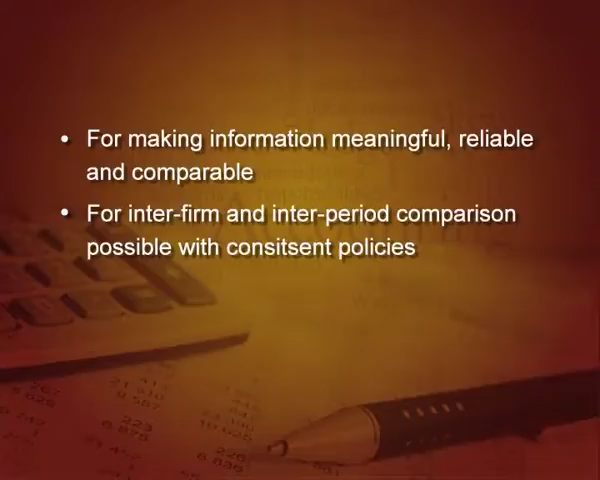 • For making information meaningful, reliable
and comparable
• For inter-firm and inter-period comparison
possible with consitsent policies